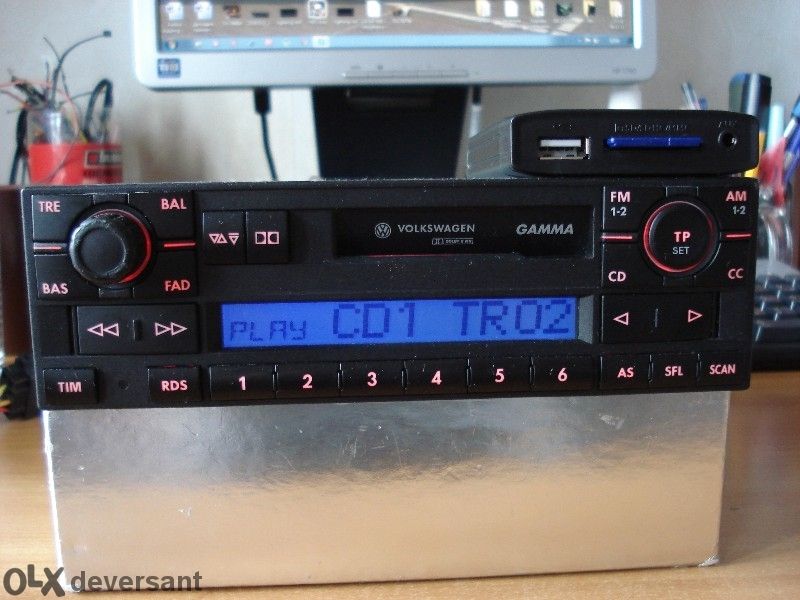 TRE
BAL
BAS
FAD
VOLKSWAGEN
GAMMA
FM
1-2
AM
1-2
TP
SET
CD
CC
PLAY CD1 TR02
TIM
RDS
1 2 3 4 5 6
AS
SFL
SCAN
OLX deversant